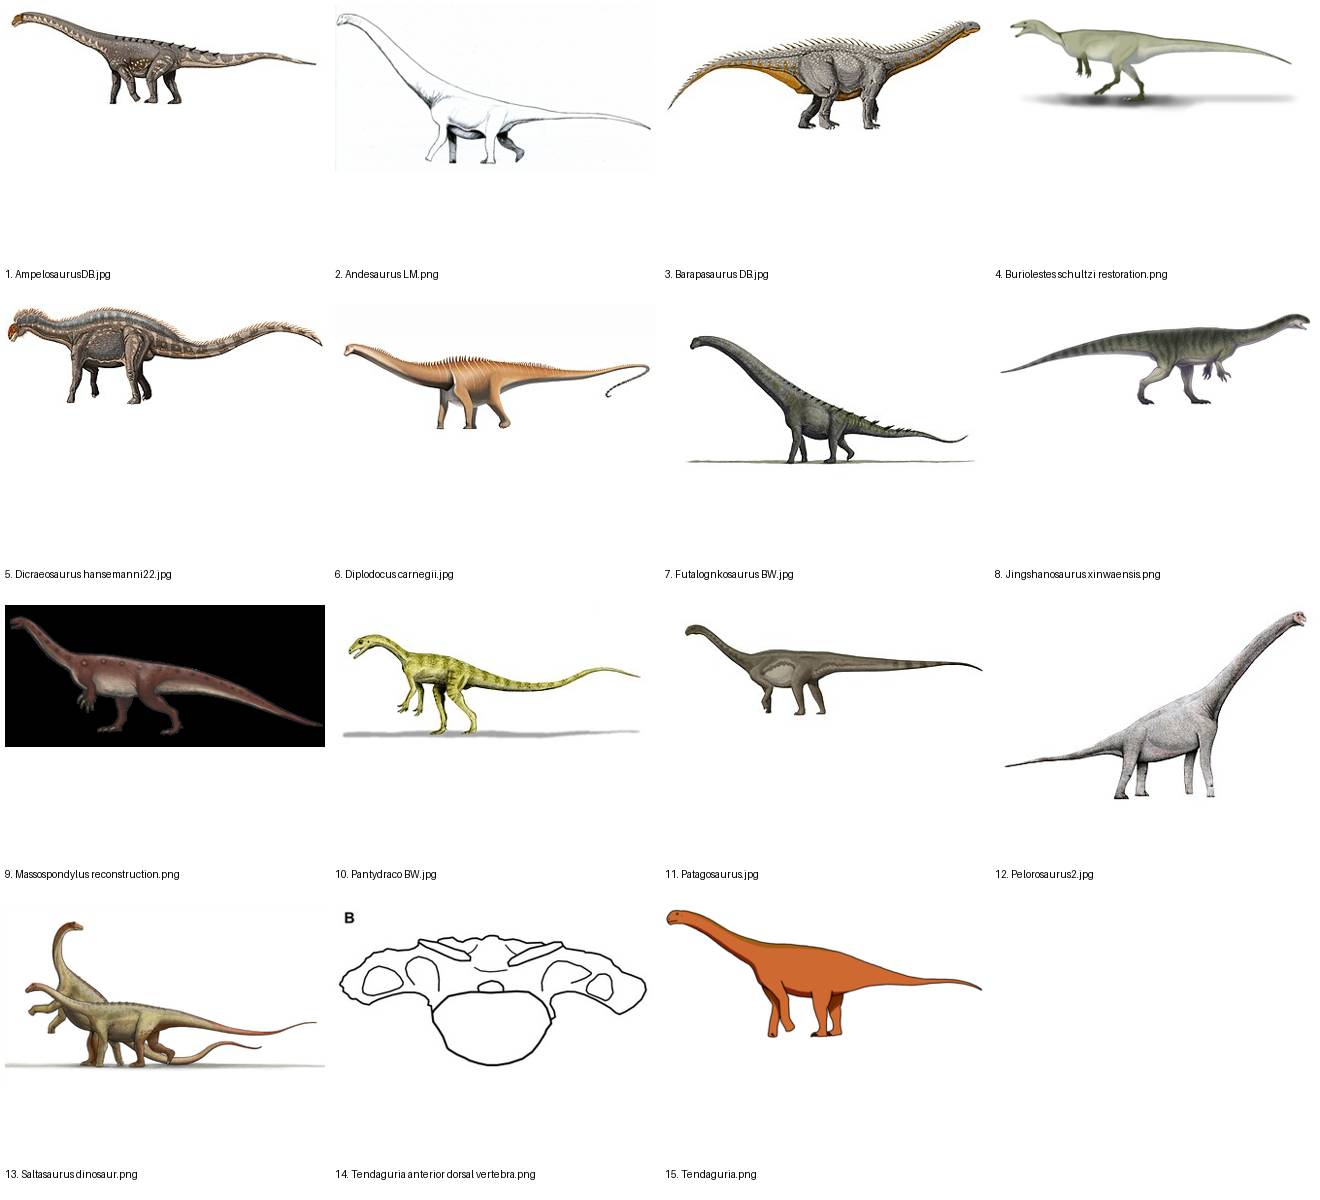 1. AmpelosaurusDB.jpg
2. Andesaurus LM.png
3. Barapasaurus DB.jpg
4. Buriolestes schultzi restoration.png
5. Dicraeosaurus hansemanni22.jpg
6. Diplodocus carnegii.jpg
7. Futalognkosaurus BW.jpg
8. Jingshanosaurus xinwaensis.png
9. Massospondylus reconstruction.png
10. Pantydraco BW.jpg
11. Patagosaurus.jpg
12. Pelorosaurus2.jpg
B
13. Saltasaurus dinosaur.png
14. Tendaguria anterior dorsal vertebra.png
15. Tendaguria.png